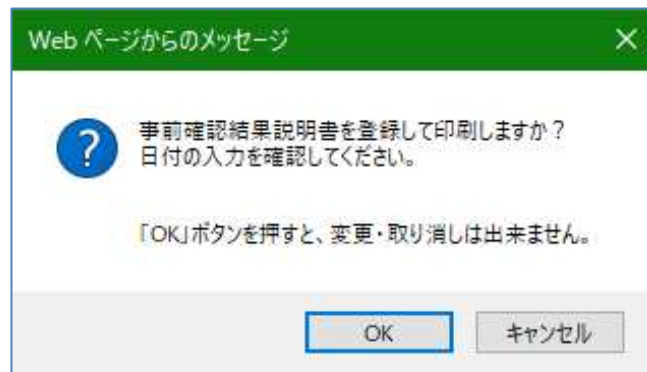 Web ページからのメッセージ
事前確認結果説明書を登録して印刷しますか？
日付の入力を確認してください。
「OK」ボタンを押すと、変更・取り消しは出来ません。
OK
キャンセル